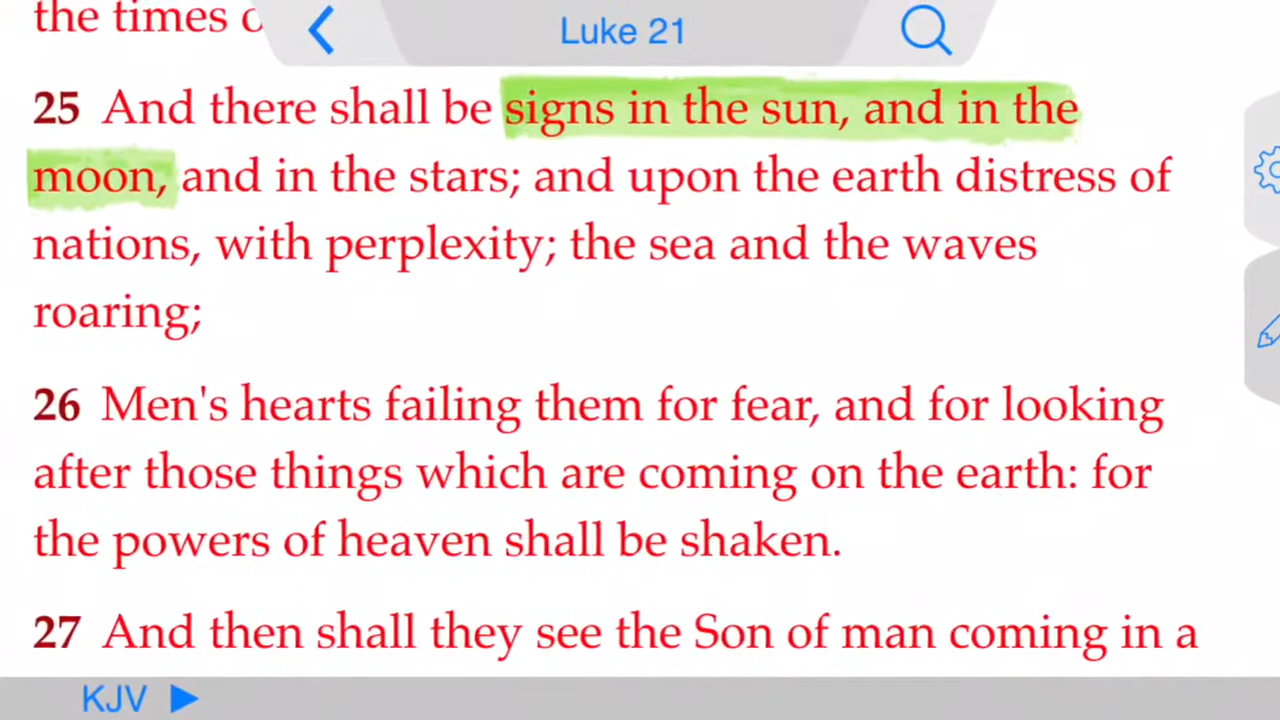 the times o
Luke 21
25 And there shall be signs in the sun, and in the
moon, and in the stars; and upon the earth distress of
nations, with perplexity; the sea and the waves
roaring;
26 Men's hearts failing them for fear, and for looking
after those things which are coming on the earth: for
the powers of heaven shall be shaken.
27 And then shall they see the Son of man coming in a
KJV